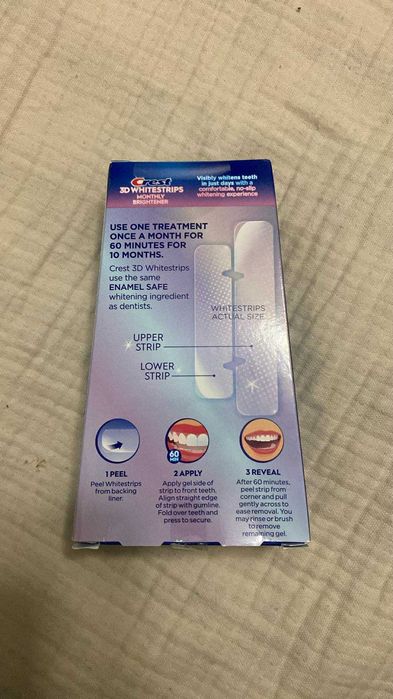 Crest
3D WHITESTRIPS
MONTHLY
BRIGHTENER
Visibly whitens teeth
in just days with a
comfortable, no-slip
whitening experience
USE ONE TREATMENT
ONCE A MONTH FOR
60 MINUTES FOR
10 MONTHS.
Crest 3D Whitestrips
use the same
ENAMEL SAFE
whitening ingredient
as dentists.
WHITESTRIPS
ACTUAL SIZE
UPPER
STRIP
LOWER
STRIP
60
MIN
1 PEEL
Peel Whitestrips
from backing
liner.
2 APPLY
Apply gel side of
strip to front teeth.
Align straight edge
of strip with gumline.
Fold over teeth and
press to secure.
3 REVEAL
After 60 minutes,
peel strip from
corner and pull
gently across to
ease removal. You
may rinse or brush
to remove
remaining gel.